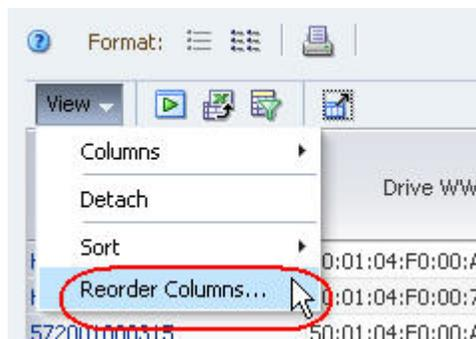 Format:
View
Columns
Drive WW
Detach
Sort
0:01:04:F0:00:A
Reorder Columns...
0:01:04:F0:00:7
572001000315
50:01:04:F0:00:A